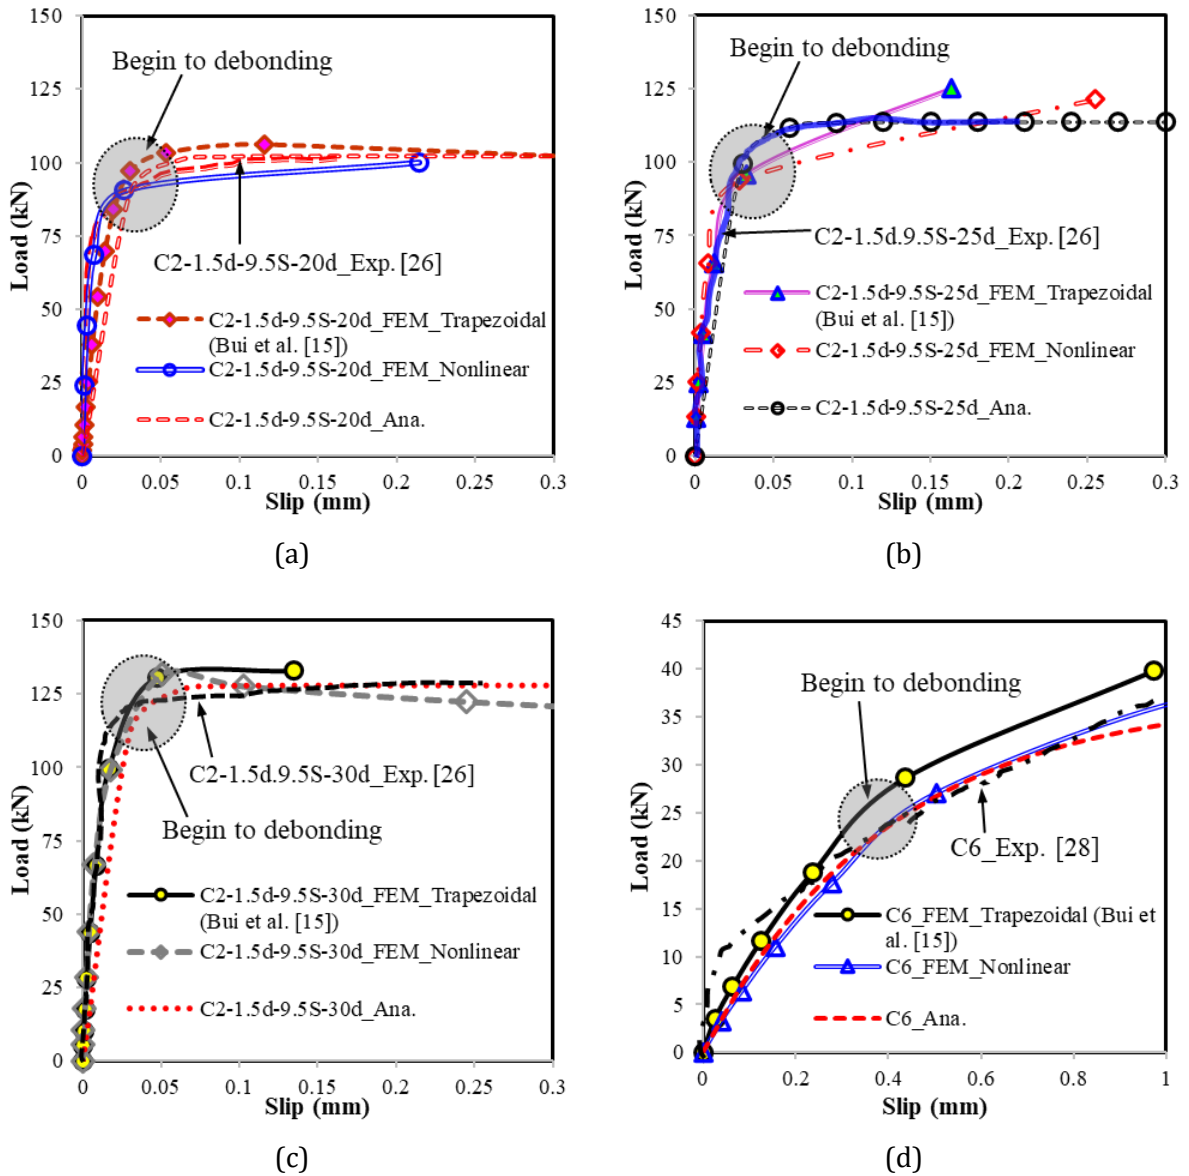 150
125
100
75
50
25
0
Load (kN)
Begin to debonding
C2-1.5d-9.5S-20d_Exp. [26]
C2-1.5d-9.5S-20d_FEM_Trapezoidal
(Bui et al. [15])
C2-1.5d-9.5S-20d_FEM_Nonlinear
C2-1.5d-9.5S-20d_Ana.
0 0.05 0.1 0.15 0.2 0.25 0.3
Slip (mm)
(a)
150
125
100
75
50
25
0
Load (kN)
Begin to debonding
C2-1.5d.9.5S-25d_Exp. [26]
C2-1.5d-9.5S-25d_FEM_Trapezoidal
(Bui et al. [15])
C2-1.5d-9.5S-25d_FEM_Nonlinear
C2-1.5d-9.5S-25d_Ana.
0 0.05 0.1 0.15 0.2 0.25 0.3
Slip (mm)
(b)
150
125
100
75
50
25
0
Load (kN)
C2-1.5d.9.5S-30d_Exp. [26]
Begin to debonding
C2-1.5d-9.5S-30d_FEM_Trapezoidal
(Bui et al. [15])
C2-1.5d-9.5S-30d_FEM_Nonlinear
C2-1.5d-9.5S-30d_Ana.
0 0.05 0.1 0.15 0.2 0.25 0.3
Slip (mm)
(c)
45
40
35
30
25
20
15
10
5
0
Load (kN)
Begin to debonding
C6_Exp. [28]
C6_FEM_Trapezoidal (Bui et
al. [15])
C6_FEM_Nonlinear
C6_Ana.
0 0.2 0.4 0.6 0.8 1
Slip (mm)
(d)